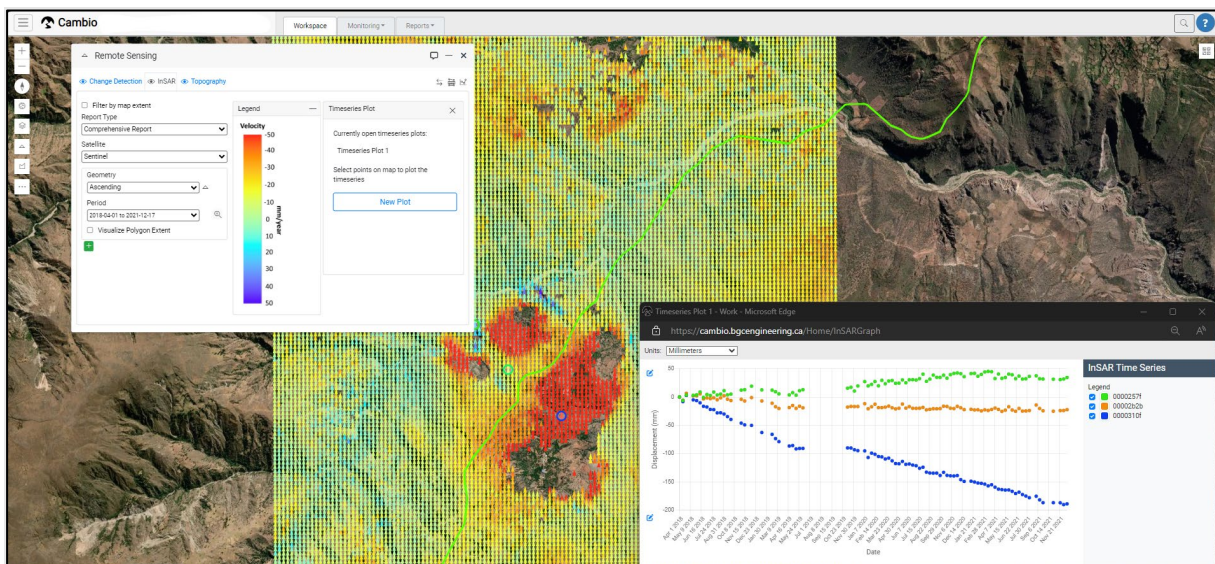 Cambio
Workspace
Monitoring
Reports
Remote Sensing
Change Detection
InSAR
Topography
Filter by map extent
Report Type
Comprehensive Report
Satellite
Sentinel
Geometry
Ascending
Period
2018-04-01 to 2021-12-17
Visualize Polygon Extent
Legend
Velocity
-50
-40
-30
-20
-10
0
10
20
30
40
50
mm/year
Timeseries Plot
Currently open timeseries plots:
Timeseries Plot 1
Select points on map to plot the
timeseries
New Plot
Timeseries Plot 1 - Work - Microsoft Edge
https://cambio.bgcengineering.ca/Home/InSARGraph
Units:
Millimeters
InSAR Time Series
Legend
0000257f
00002b2b
0000310f
50
0
-50
-100
-150
-200
Displacement (mm)
Date